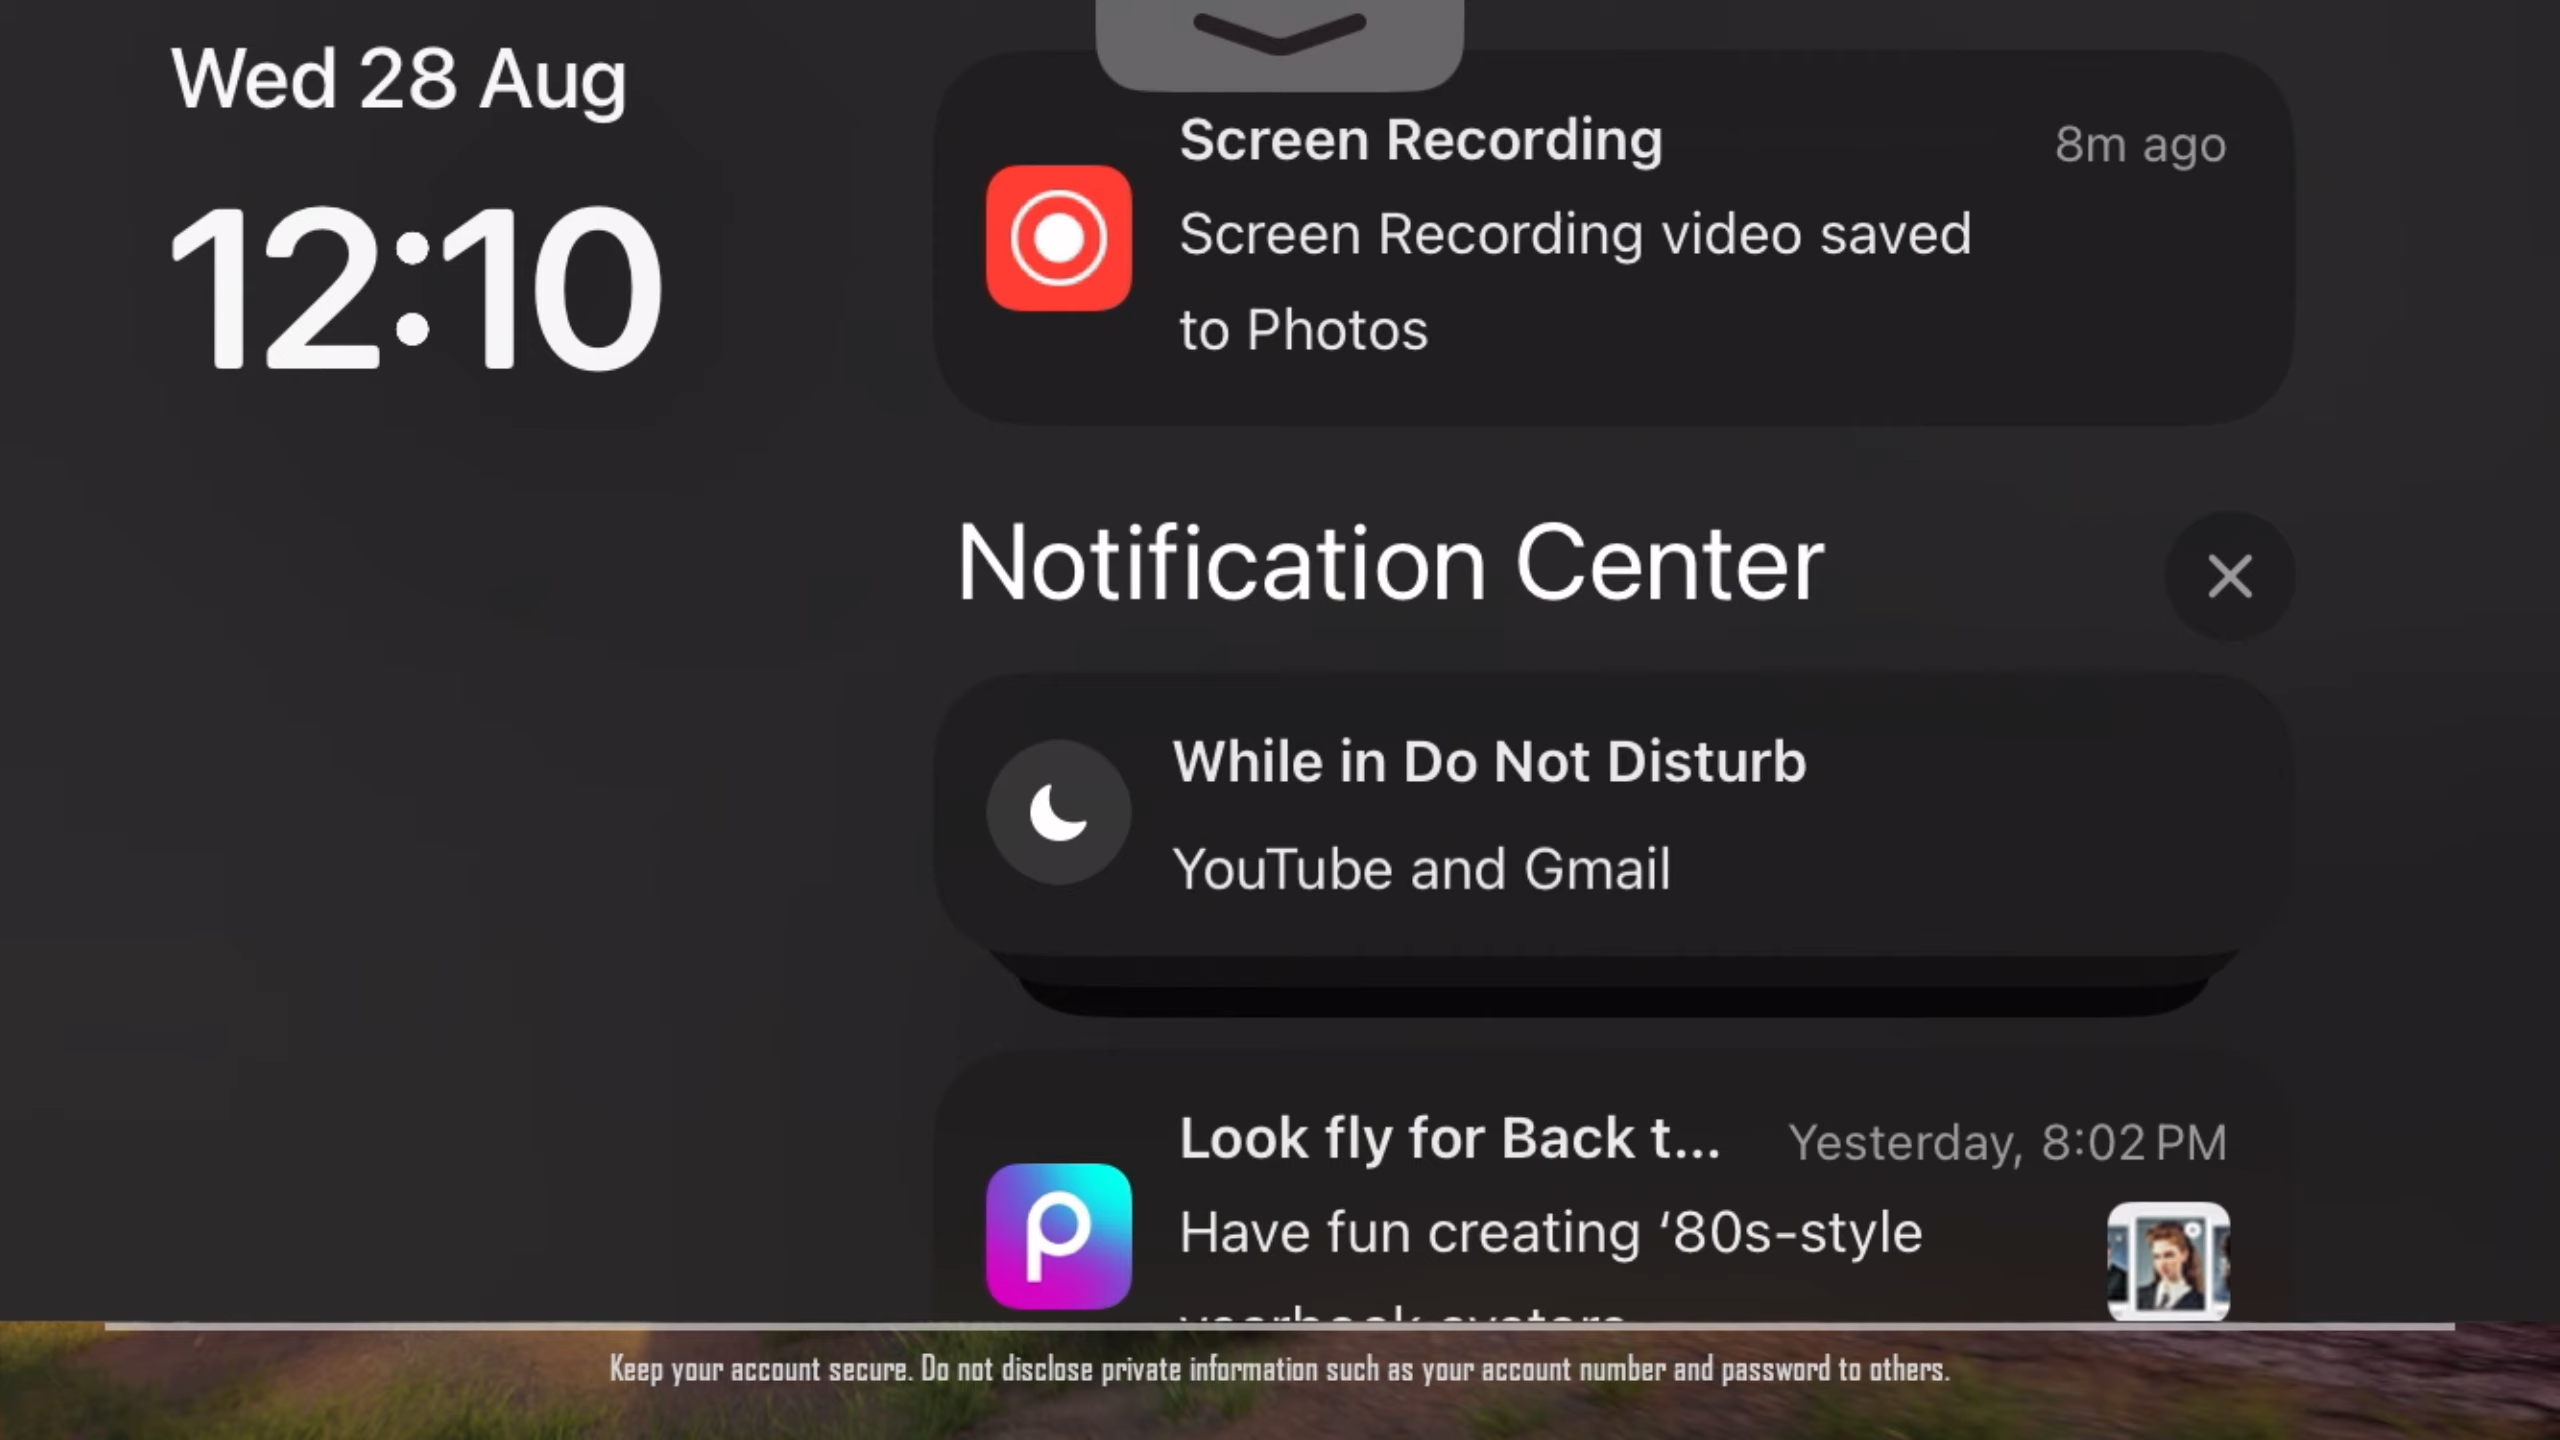 Wed 28 Aug
12:10
Screen Recording
8m ago
Screen Recording video saved
to Photos
Notification Center
While in Do Not Disturb
YouTube and Gmail
Look fly for Back t...
Yesterday, 8:02 PM
Have fun creating ‘80s-style
yearbook avatars
Keep your account secure. Do not disclose private information such as your account number and password to others.